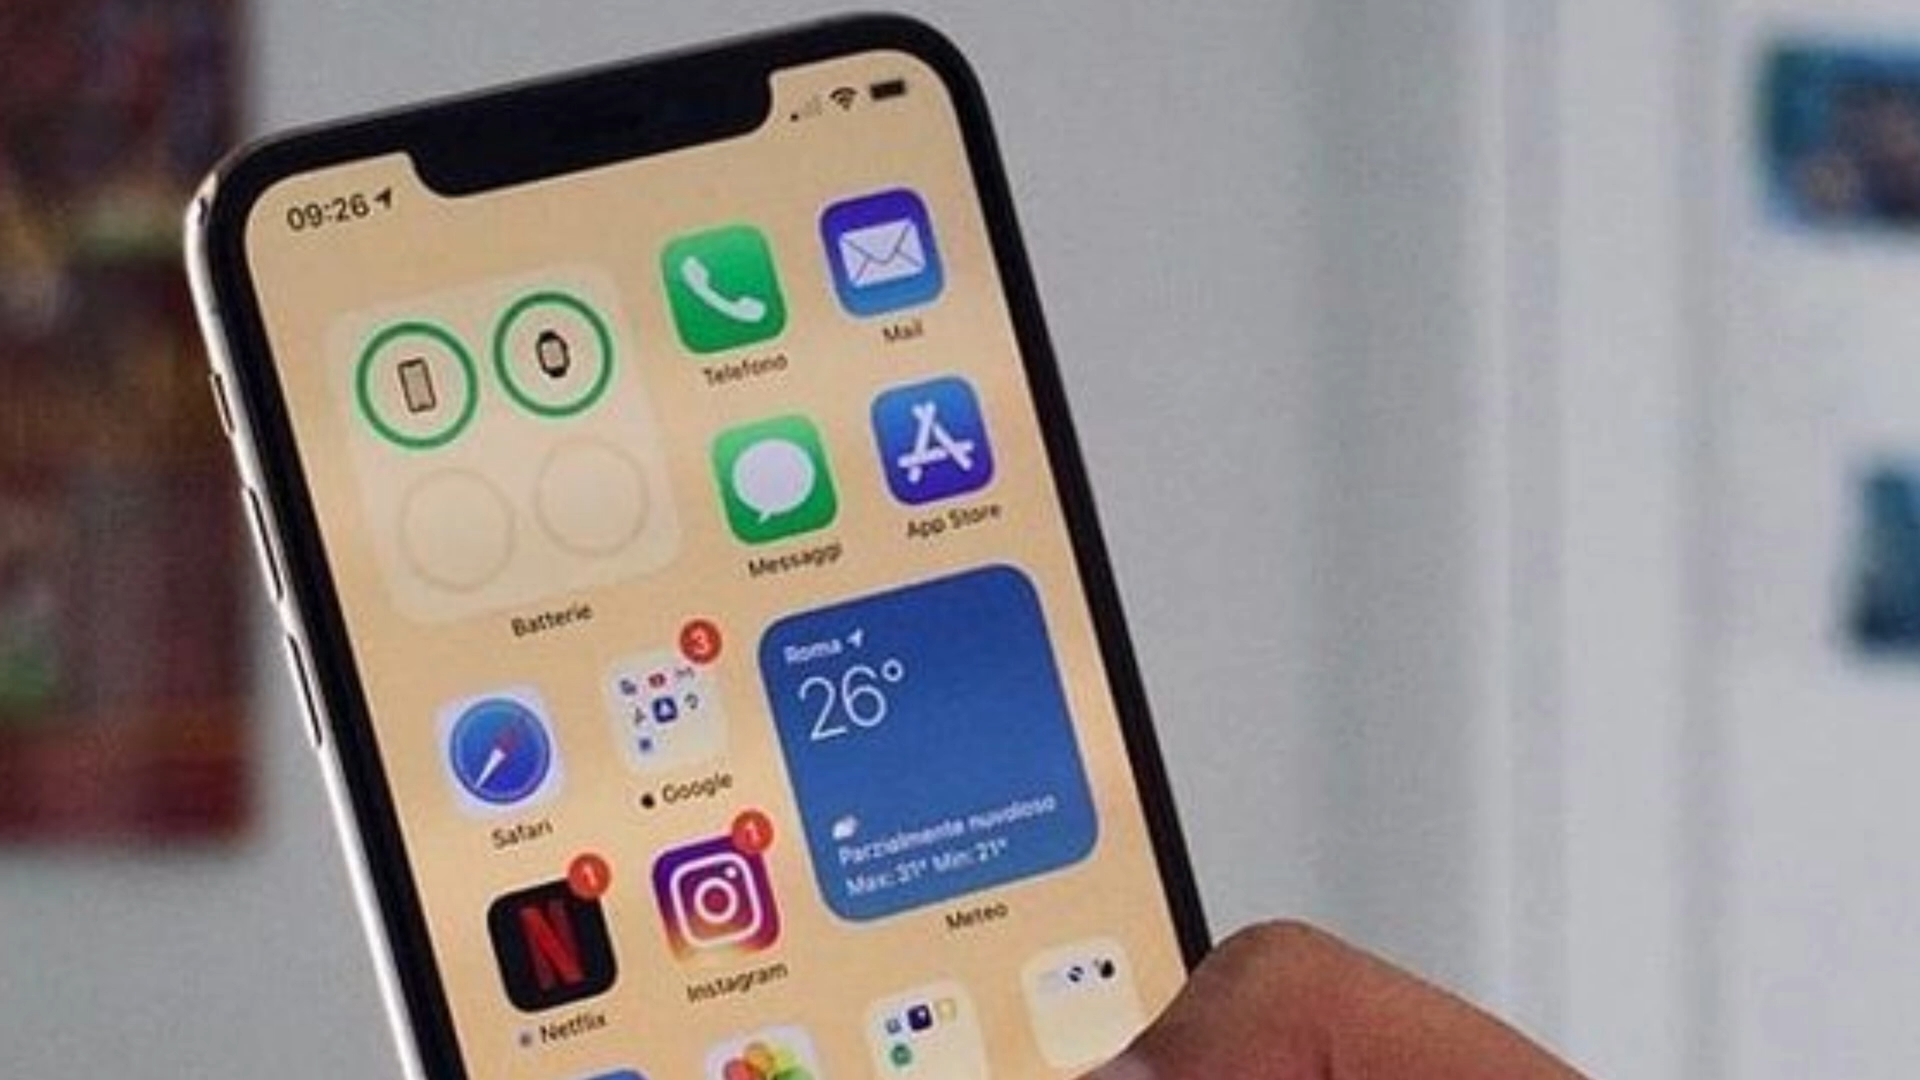 09:26
Telefono
Mail
Messaggi
App Store
Batterie
3
Roma
26°
Parzialmente nuvoloso
Max: 31° Min: 21°
Meteo
Safari
Google
1
N
Netflix
1
Instagram